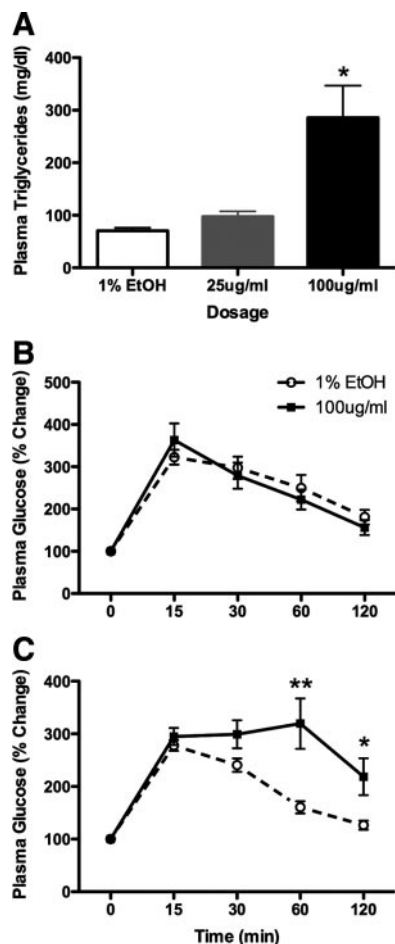 A
Plasma Triglycerides (mg/dl)
400
300
200
100
0
*
1% EtOH 25ug/ml 100ug/ml
Dosage
B
Plasma Glucose (% Change)
500
400
300
200
100
0
1% EtOH
100ug/ml
0 15 30 60 120
C
Plasma Glucose (% Change)
400
300
200
100
0
**
*
0 15 30 60 120
Time (min)